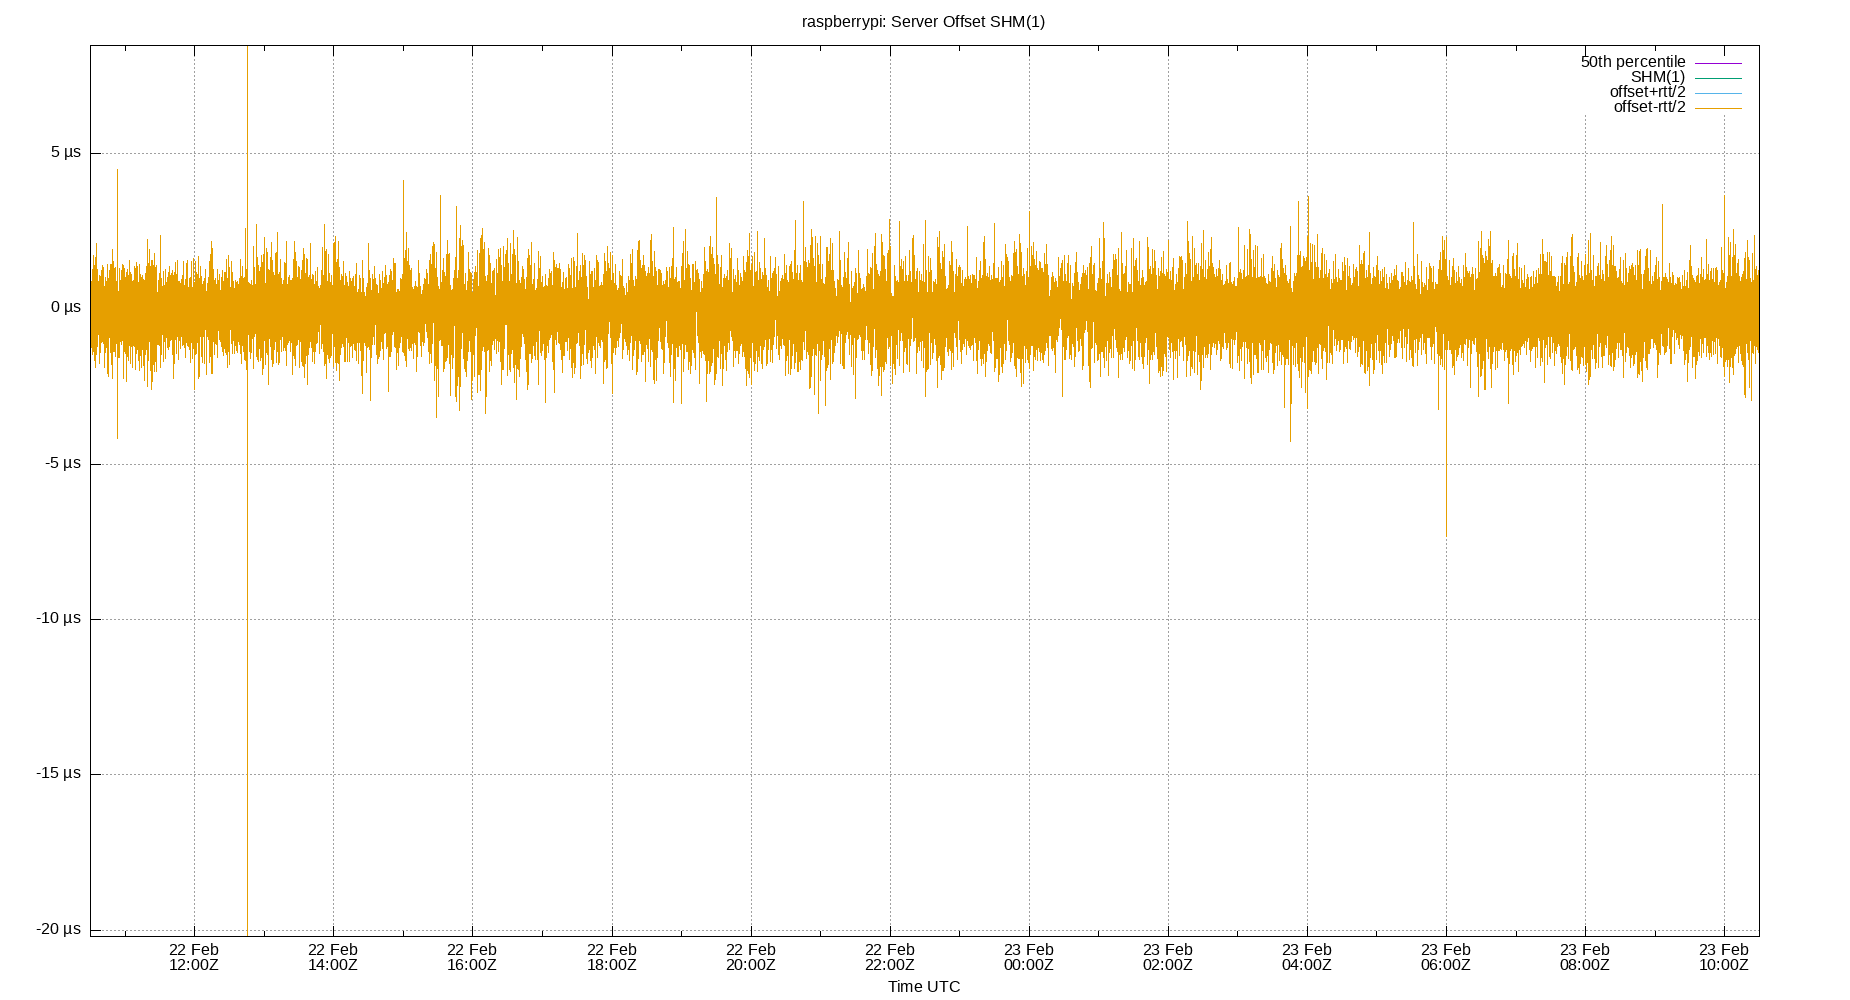 raspberrypi: Server Offset SHM(1)
50th percentile
SHM(1)
offset+rtt/2
offset-rtt/2
5 µs
0 µs
-5 µs
-10 µs
-15 µs
-20 µs
22 Feb 22 Feb 22 Feb 22 Feb 22 Feb 22 Feb 23 Feb 23 Feb 23 Feb 23 Feb 23 Feb 23 Feb
12:00Z 14:00Z 16:00Z 18:00Z 20:00Z 22:00Z 00:00Z 02:00Z 04:00Z 06:00Z 08:00Z 10:00Z
Time UTC